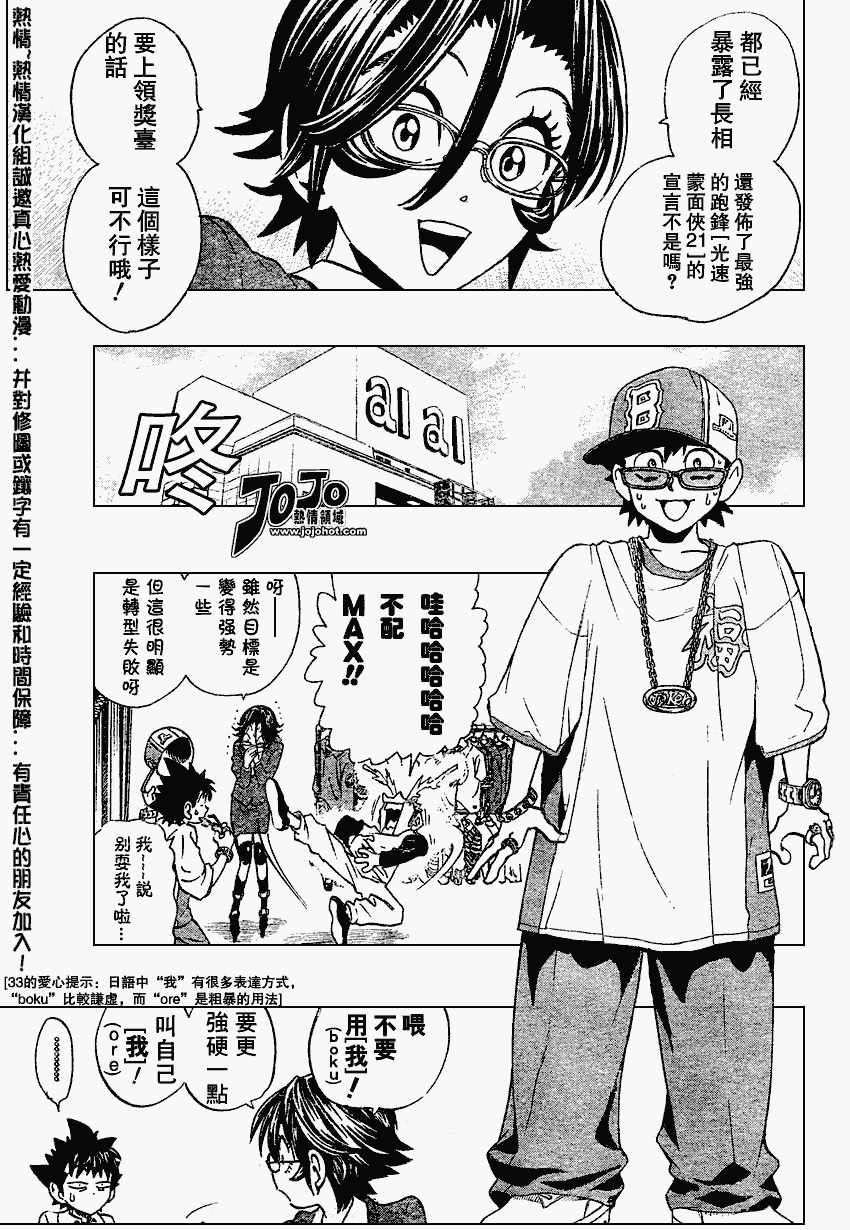 都已經
暴露了長相
還發佈了最強
的跑鋒[光速
蒙面俠21]的
宣言不是嗎?
要上領獎臺
的話
這個樣子
可不行哦!
熱情,熱情漢化組誠邀真心熱愛動漫...并對修圖或鑲字有一定經驗和時間保障...有責任心的朋友加入!
al al
咚
JOJO
熱情領域
www.jojohot.com
B
福
哇哈哈哈哈哈
不配
MAX!!
呀——
雖然目標是
變得强勢
一些
但這很明顯
是轉型失敗呀
我~~說
别耍我了啦...
[33的愛心提示: 日語中“我”有很多表達方式,
“boku”比較謙虛, 而“ore”是粗暴的用法]
喂
不要
用[我]!
(boku)
要更
強硬一點
叫自己
[我]!
(ore)
………